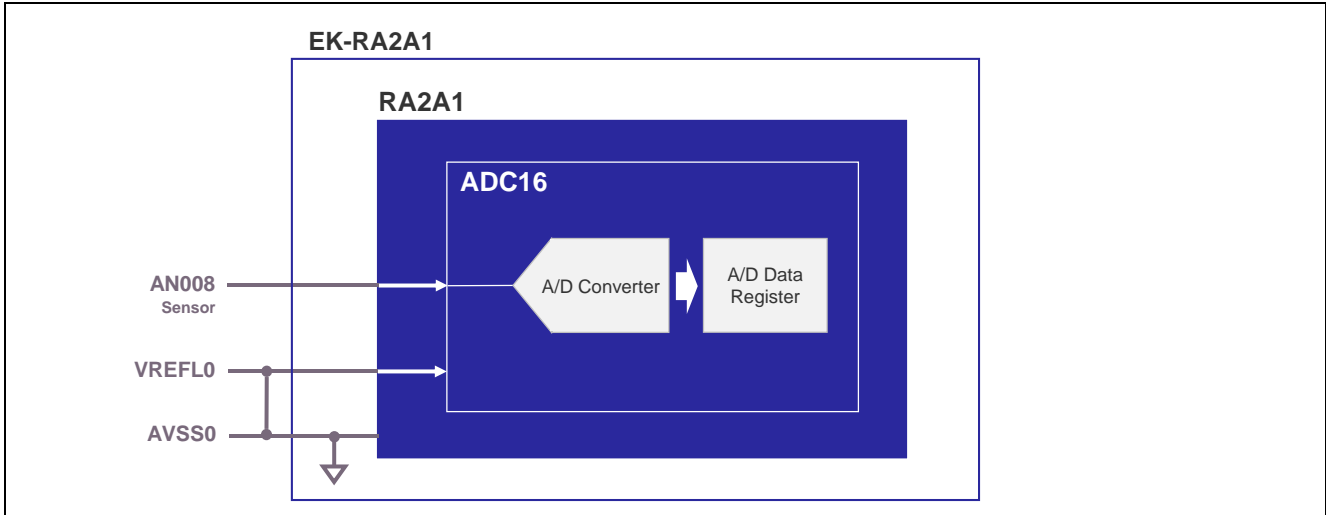 EK-RA2A1
RA2A1
ADC16
A/D Converter
A/D Data
Register
AN008
Sensor
VREFL0
AVSS0